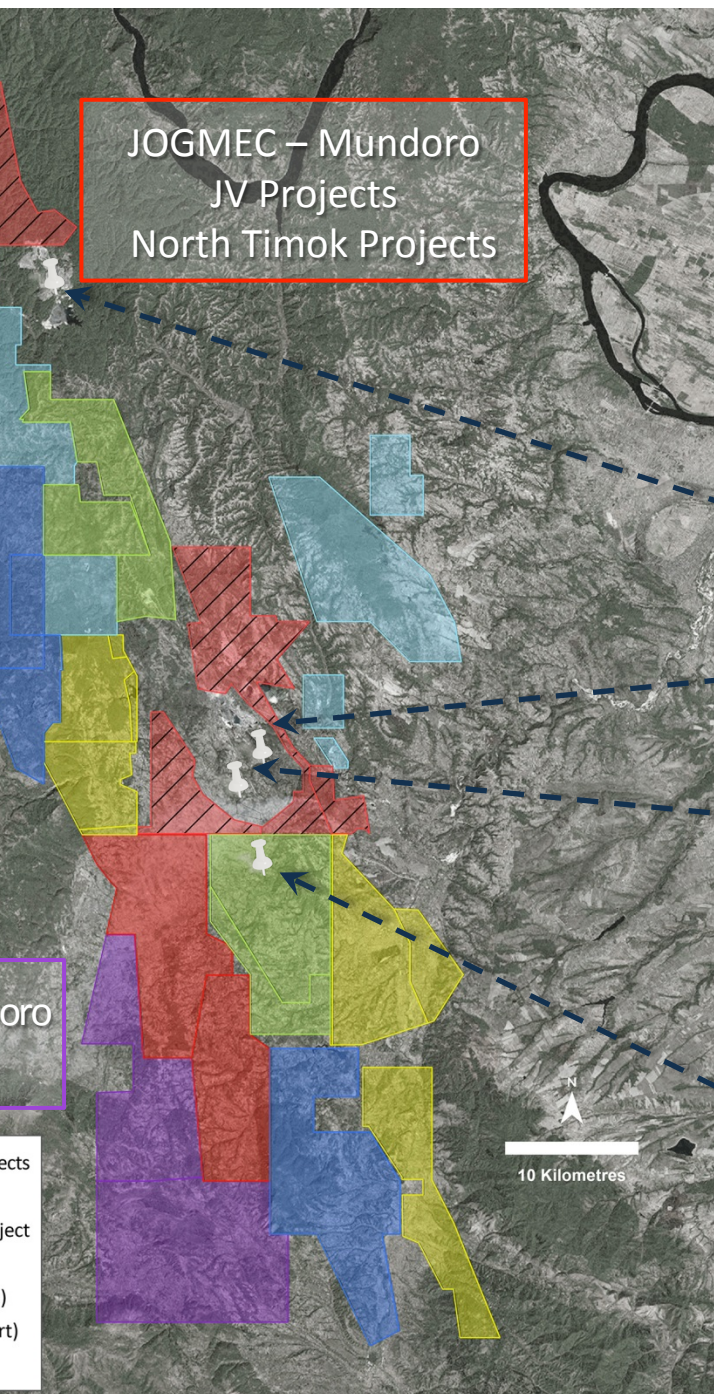 JOGMEC – Mundoro
JV Projects
North Timok Projects
oro
N
10 Kilometres
ects
ject
)
rt)